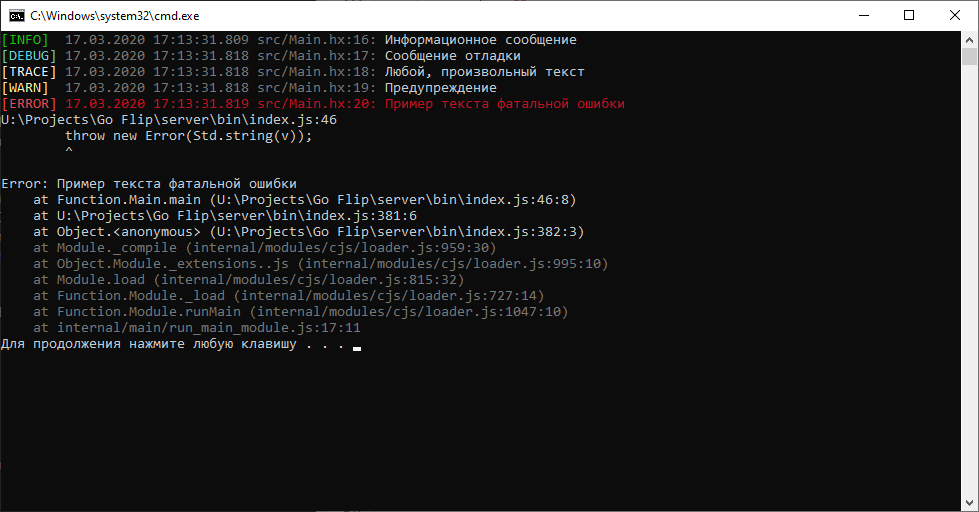 C:\Windows\system32\cmd.exe
[INFO]  17.03.2020 17:13:31.809 src/Main.hx:16: Информационное сообщение
[DEBUG] 17.03.2020 17:13:31.818 src/Main.hx:17: Сообщение отладки
[TRACE] 17.03.2020 17:13:31.818 src/Main.hx:18: Любой, произвольный текст
[WARN]  17.03.2020 17:13:31.818 src/Main.hx:19: Предупреждение
[ERROR] 17.03.2020 17:13:31.819 src/Main.hx:20: Пример текста фатальной ошибки
U:\Projects\Go Flip\server\bin\index.js:46
        throw new Error(Std.string(v));
        ^
Error: Пример текста фатальной ошибки
    at Function.Main.main (U:\Projects\Go Flip\server\bin\index.js:46:8)
    at U:\Projects\Go Flip\server\bin\index.js:381:6
    at Object.<anonymous> (U:\Projects\Go Flip\server\bin\index.js:382:3)
    at Module._compile (internal/modules/cjs/loader.js:959:30)
    at Object.Module._extensions..js (internal/modules/cjs/loader.js:995:10)
    at Module.load (internal/modules/cjs/loader.js:815:32)
    at Function.Module._load (internal/modules/cjs/loader.js:727:14)
    at Function.Module.runMain (internal/modules/cjs/loader.js:1047:10)
    at internal/main/run_main_module.js:17:11
Для продолжения нажмите любую клавишу . . .